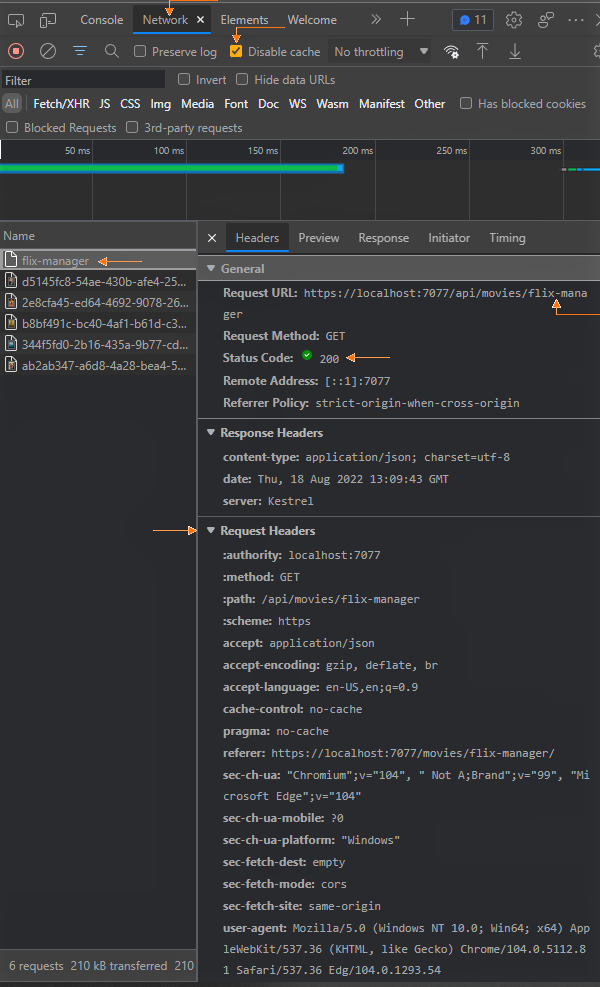 Console Network Elements Welcome 11
Preserve log Disable cache No throttling
Filter Invert Hide data URLs
All Fetch/XHR JS CSS Img Media Font Doc WS Wasm Manifest Other Has blocked cookies
Blocked Requests 3rd-party requests
50 ms 100 ms 150 ms 200 ms 250 ms 300 ms
Name
flix-manager
d5145fc8-54ae-430b-afe4-25...
2e8cfa45-ed64-4692-9078-26...
b8bf491c-bc40-4af1-b61d-c3...
344f5fd0-2b16-435a-9b77-cd...
ab2ab347-a6d8-4a28-bea4-5...
6 requests 210 kB transferred 210
Headers Preview Response Initiator Timing
General
Request URL: https://localhost:7077/api/movies/flix-mana
ger
Request Method: GET
Status Code: 200
Remote Address: [::1]:7077
Referrer Policy: strict-origin-when-cross-origin
Response Headers
content-type: application/json; charset=utf-8
date: Thu, 18 Aug 2022 13:09:43 GMT
server: Kestrel
Request Headers
:authority: localhost:7077
:method: GET
:path: /api/movies/flix-manager
:scheme: https
accept: application/json
accept-encoding: gzip, deflate, br
accept-language: en-US,en;q=0.9
cache-control: no-cache
pragma: no-cache
referer: https://localhost:7077/movies/flix-manager/
sec-ch-ua: "Chromium";v="104", " Not A;Brand";v="99", "Mi
crosoft Edge";v="104"
sec-ch-ua-mobile: ?0
sec-ch-ua-platform: "Windows"
sec-fetch-dest: empty
sec-fetch-mode: cors
sec-fetch-site: same-origin
user-agent: Mozilla/5.0 (Windows NT 10.0; Win64; x64) App
leWebKit/537.36 (KHTML, like Gecko) Chrome/104.0.5112.8
1 Safari/537.36 Edg/104.0.1293.54